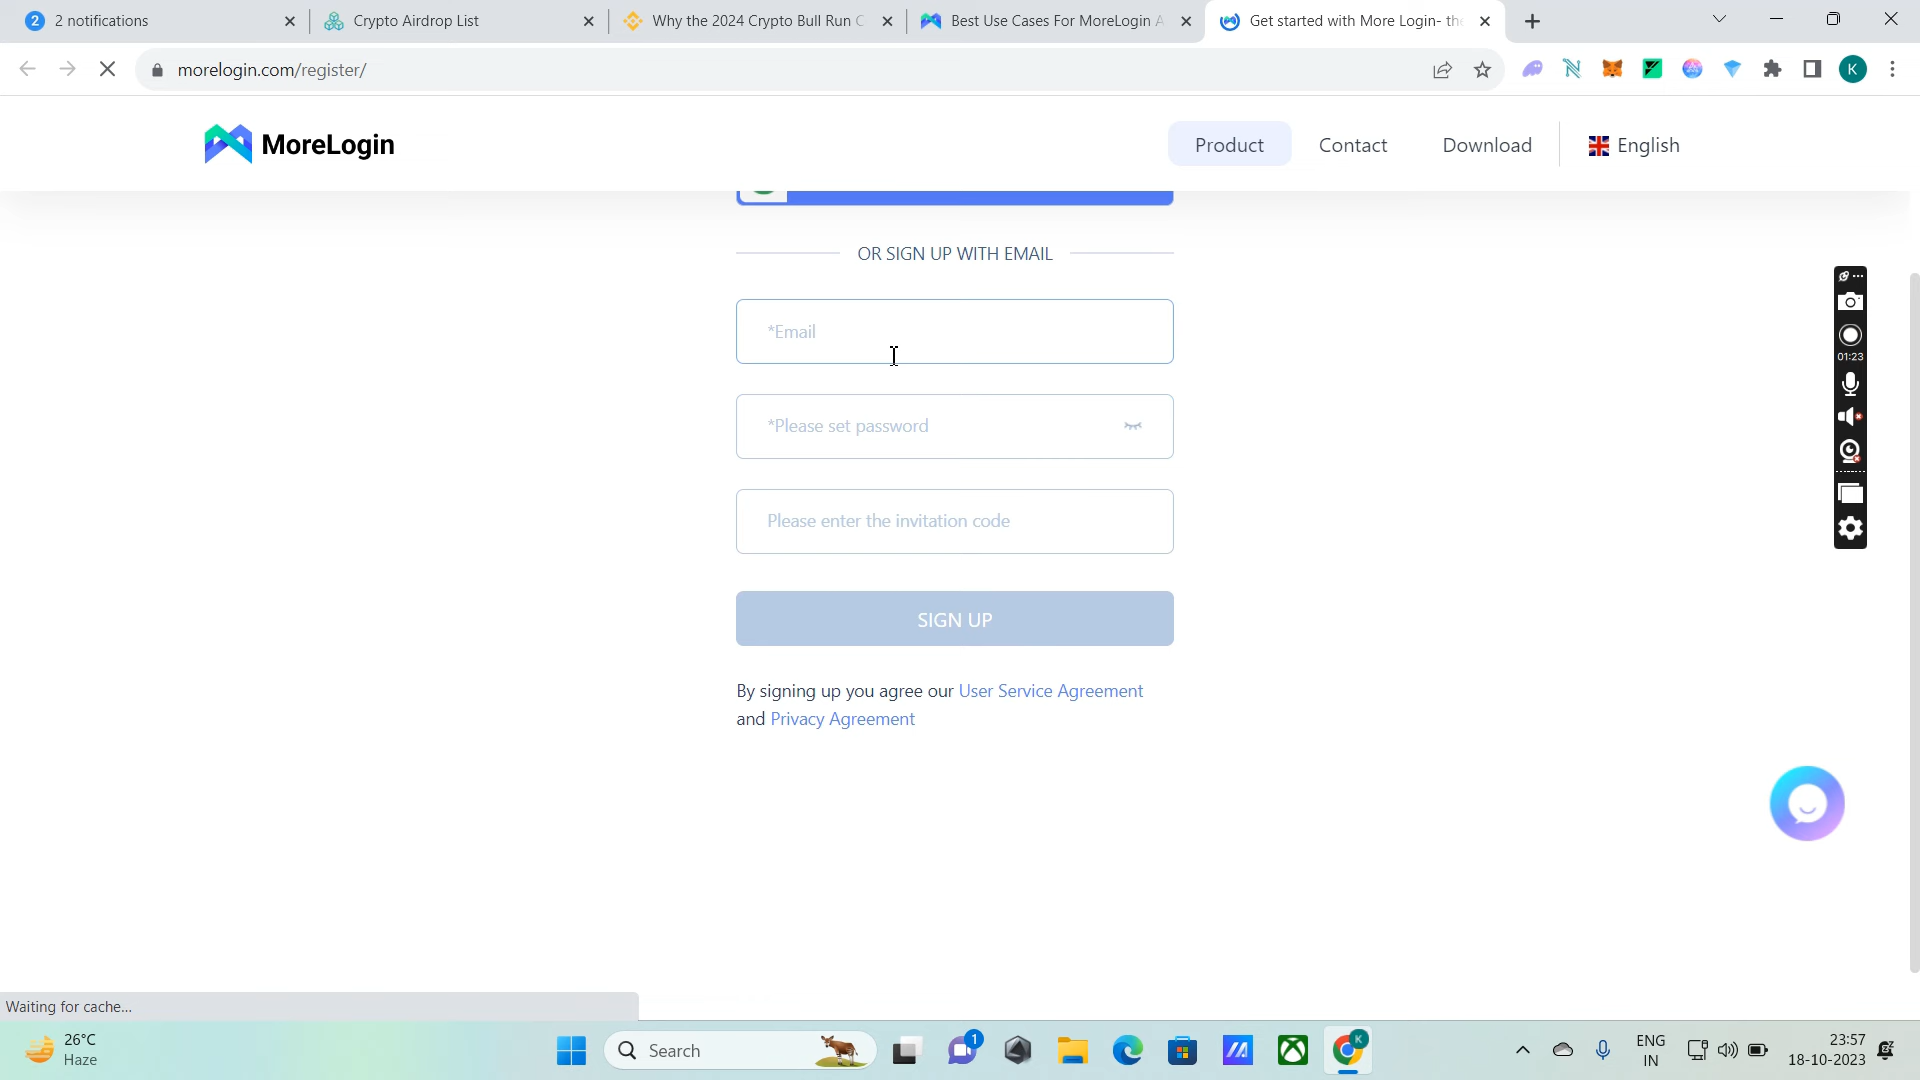 2 2 notifications
Crypto Airdrop List
Why the 2024 Crypto Bull Run C
Best Use Cases For MoreLogin A
Get started with More Login- the
morelogin.com/register/
K
MoreLogin
Product
Contact
Download
English
OR SIGN UP WITH EMAIL
*Email
*Please set password
Please enter the invitation code
SIGN UP
By signing up you agree our User Service Agreement
and Privacy Agreement
01:23
Waiting for cache...
26°C
Haze
Search
1
K
ENG
IN
23:57
18-10-2023